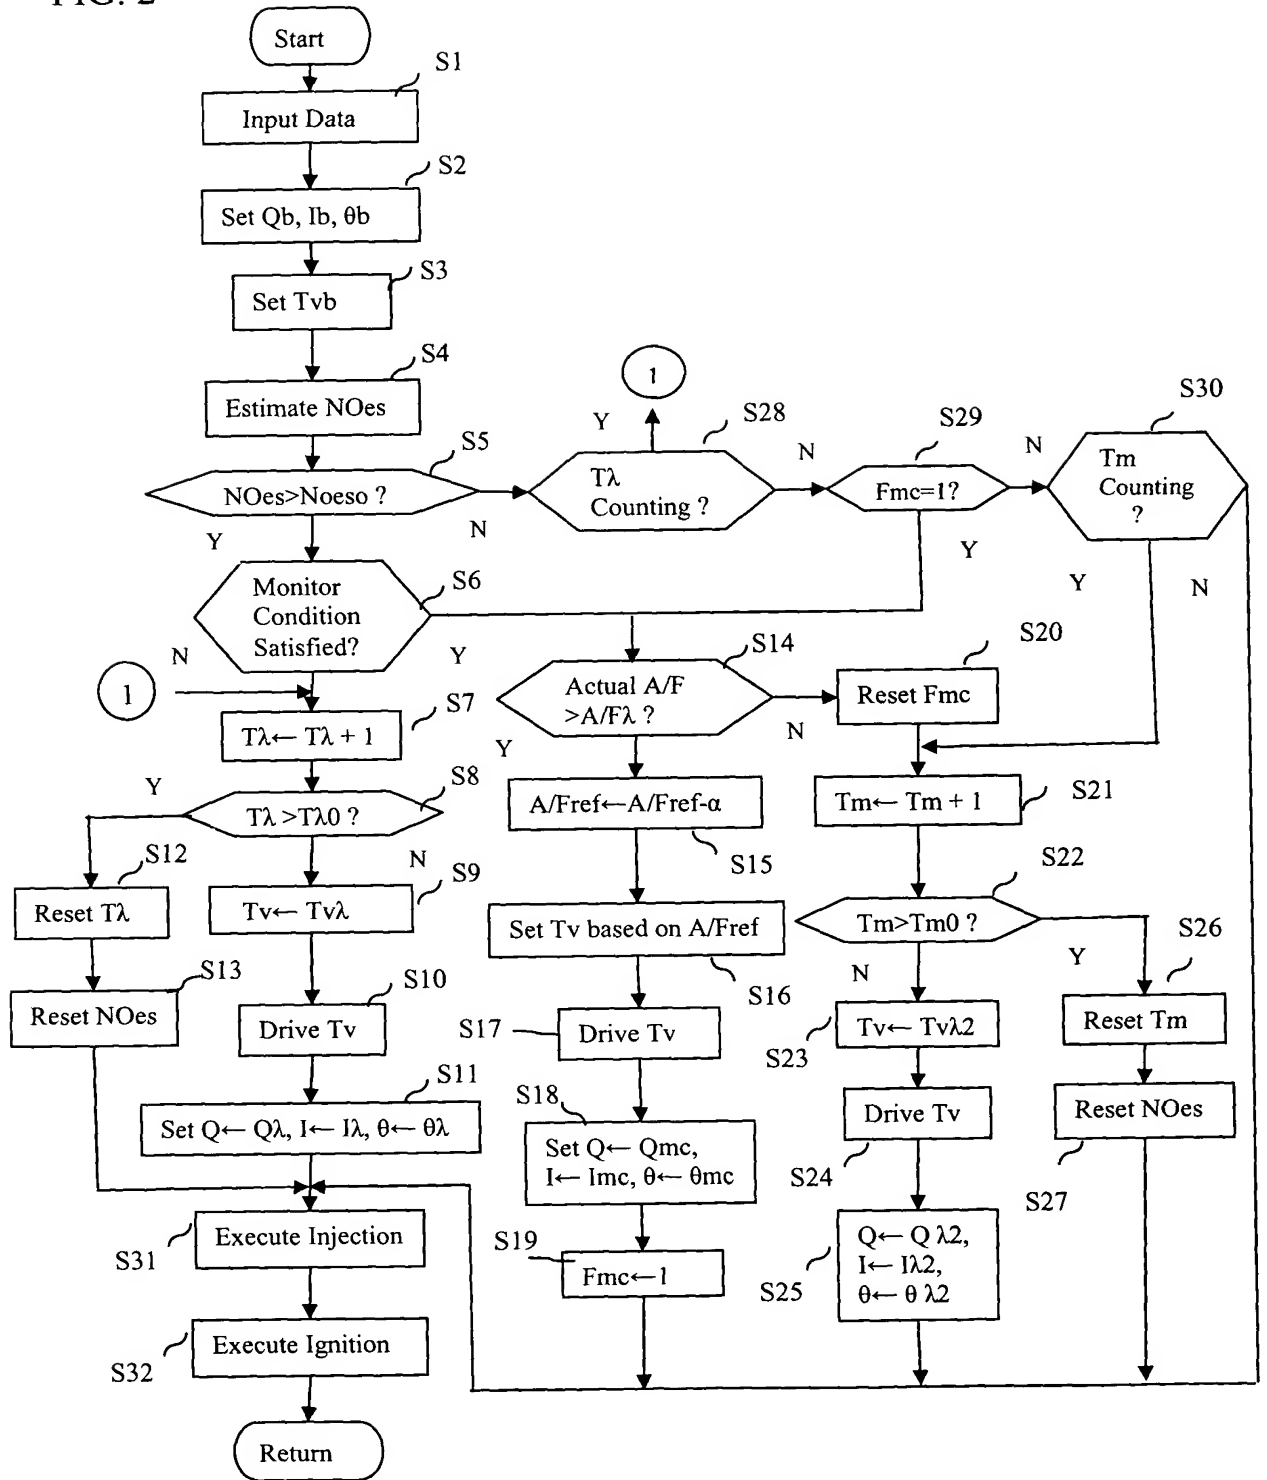 FIG. 2
Start
S1
Input Data
S2
Set Qb, Ib, θb
S3
Set Tvb
S4
Estimate NOes
S5
NOes>Noeso ?
Y
N
S28
Tλ
Counting ?
Y
1
N
S29
Fmc=1?
N
Y
S30
Tm
Counting
?
Y
N
S6
Monitor
Condition
Satisfied?
N
Y
1
S7
Tλ← Tλ + 1
S8
Tλ >Tλ0 ?
Y
N
S12
Reset Tλ
S13
Reset NOes
S9
Tv← Tvλ
S10
Drive Tv
S11
Set Q← Qλ, I← Iλ, θ← θλ
S14
Actual A/F
>A/Fλ ?
Y
N
A/Fref←A/Fref-α
S15
Set Tv based on A/Fref
S16
S17
Drive Tv
S18
Set Q← Qmc,
I← Imc, θ← θmc
S19
Fmc←1
S20
Reset Fmc
Tm← Tm + 1
S21
S22
Tm>Tm0 ?
N
Y
S23
Tv← Tvλ2
Drive Tv
S24
S25
Q← Q λ2,
I← Iλ2,
θ← θ λ2
S26
Reset Tm
Reset NOes
S27
S31
Execute Injection
S32
Execute Ignition
Return